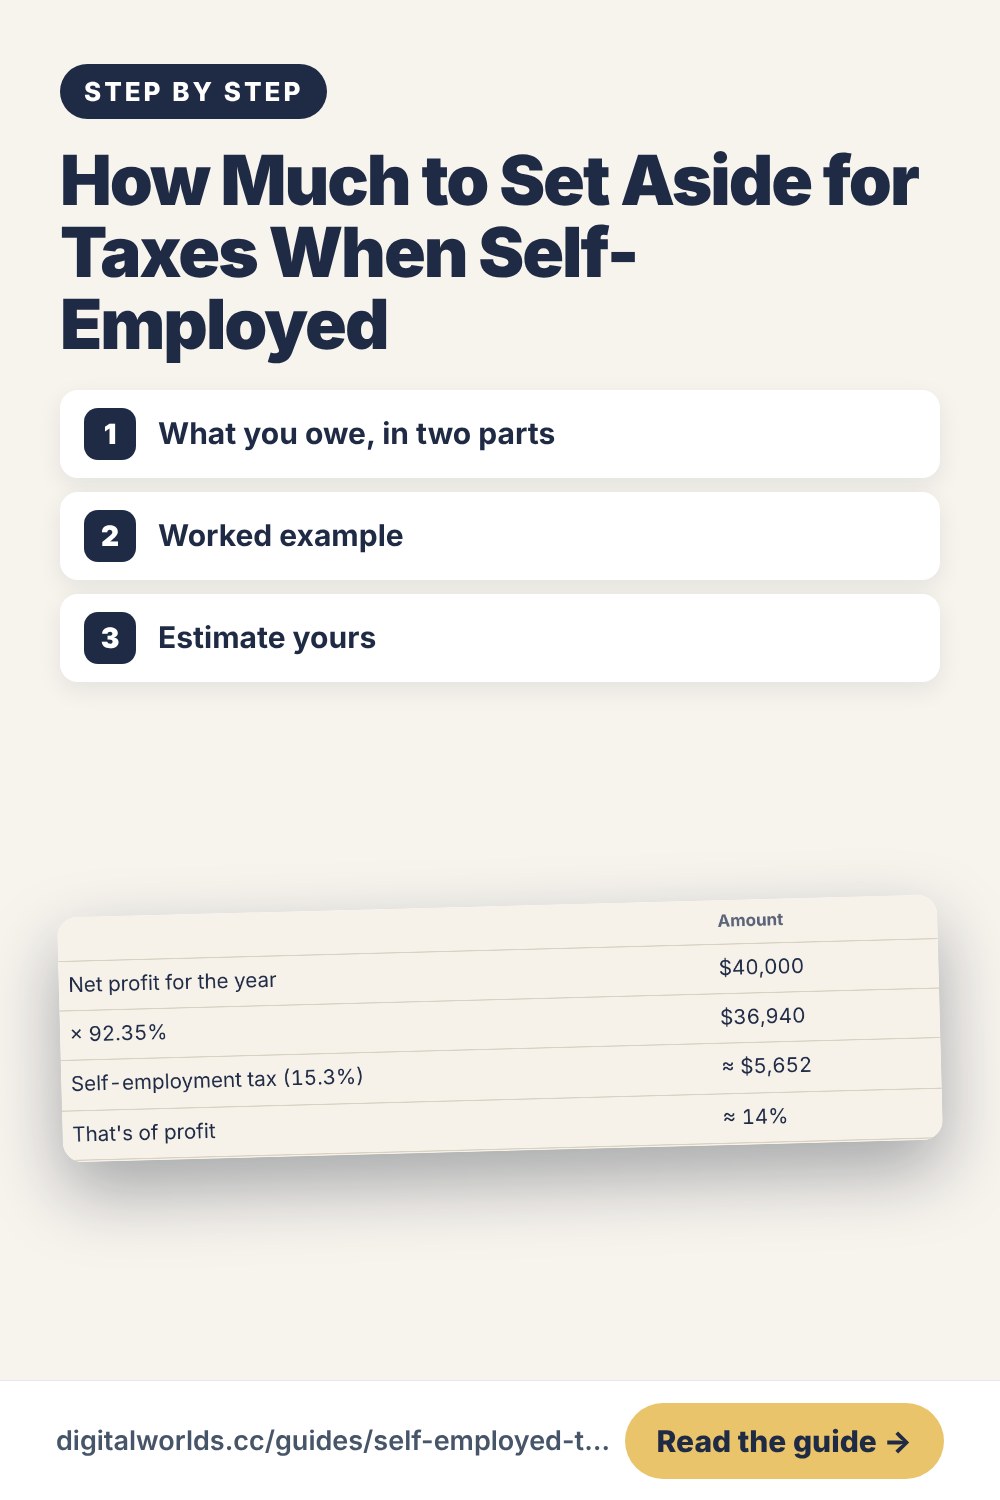 STEP BY STEP
How Much to Set Aside for
Taxes When Self-
Employed
1 What you owe, in two parts
2 Worked example
3 Estimate yours
Amount
Net profit for the year $40,000
× 92.35% $36,940
Self-employment tax (15.3%) ≈ $5,652
That's of profit ≈ 14%
digitalworlds.cc/guides/self-employed-t... Read the guide →